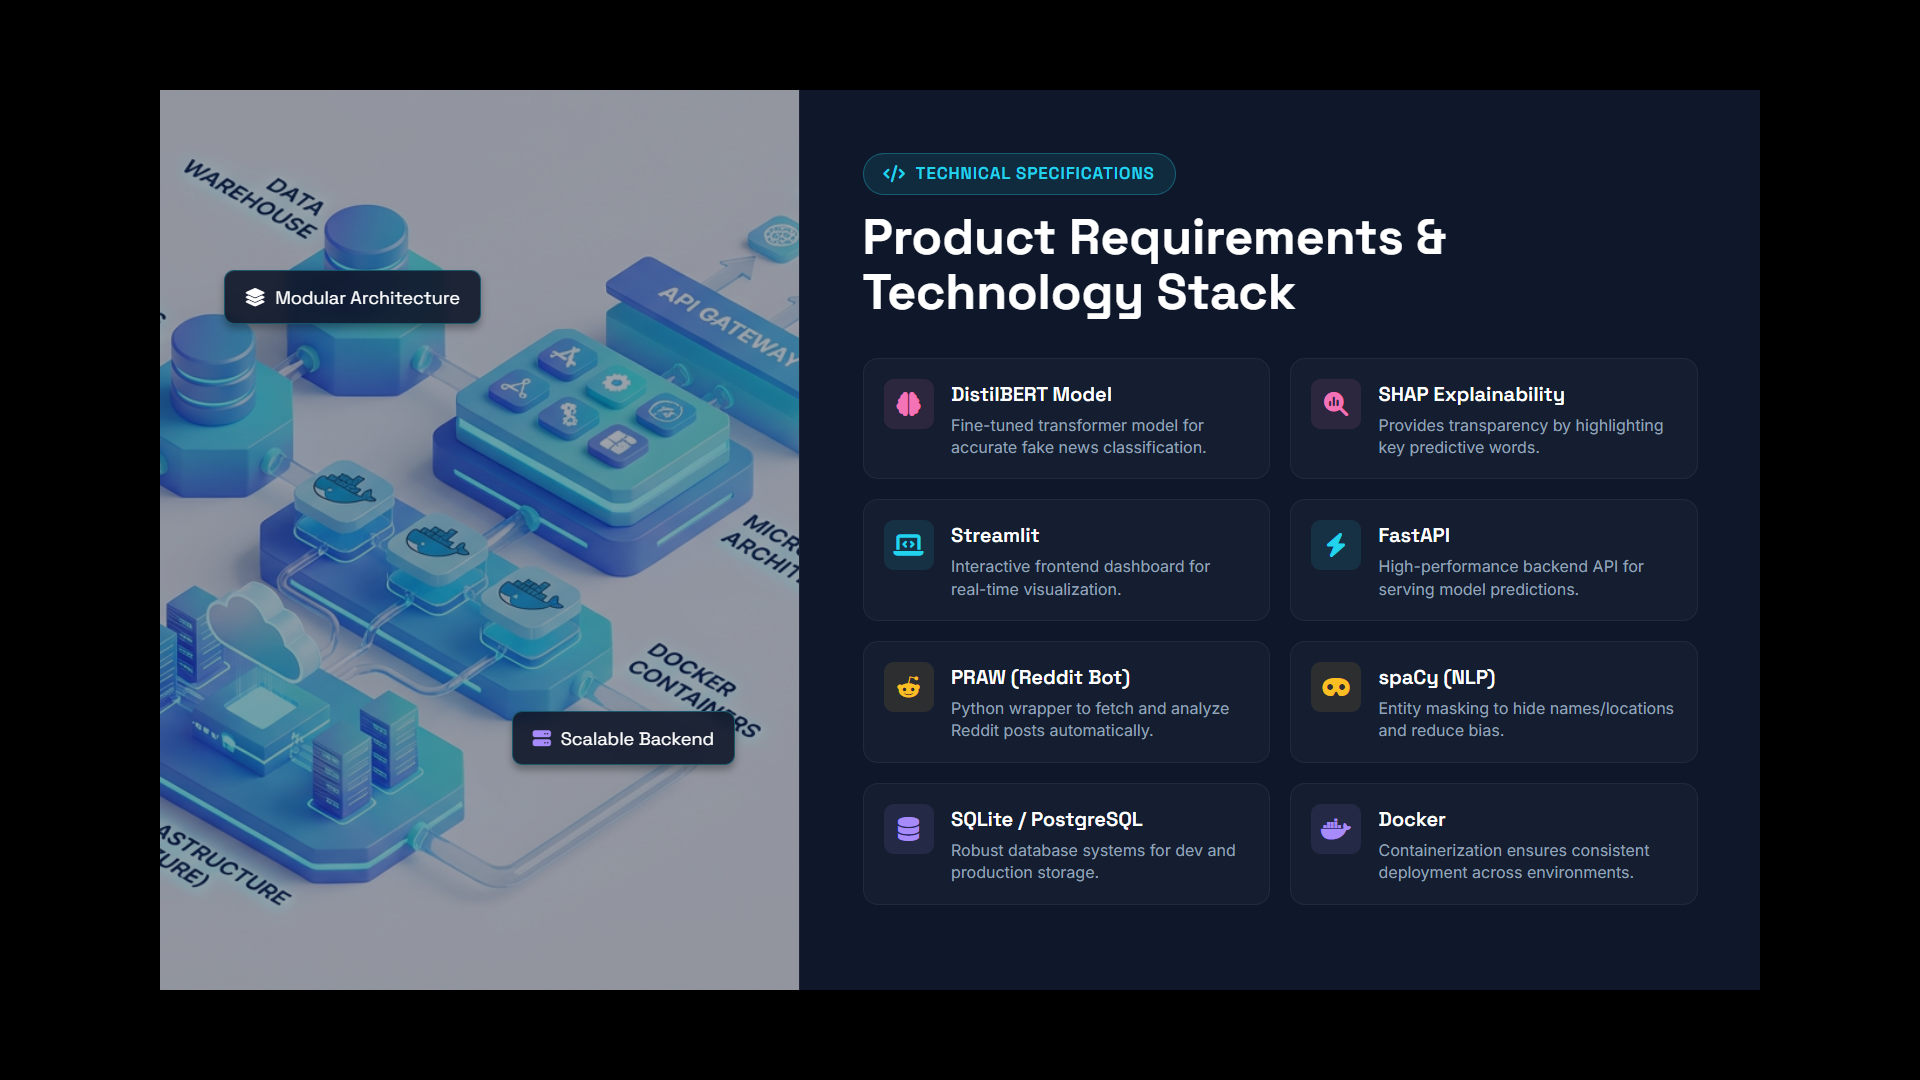 DATA
WAREHOUSE
Modular Architecture
API GATEWAY
DOCKER
CONTAINERS
Scalable Backend
TECHNICAL SPECIFICATIONS
Product Requirements &
Technology Stack
DistilBERT Model
Fine-tuned transformer model for
accurate fake news classification.
SHAP Explainability
Provides transparency by highlighting
key predictive words.
Streamlit
Interactive frontend dashboard for
real-time visualization.
FastAPI
High-performance backend API for
serving model predictions.
PRAW (Reddit Bot)
Python wrapper to fetch and analyze
Reddit posts automatically.
spaCy (NLP)
Entity masking to hide names/locations
and reduce bias.
SQLite / PostgreSQL
Robust database systems for dev and
production storage.
Docker
Containerization ensures consistent
deployment across environments.